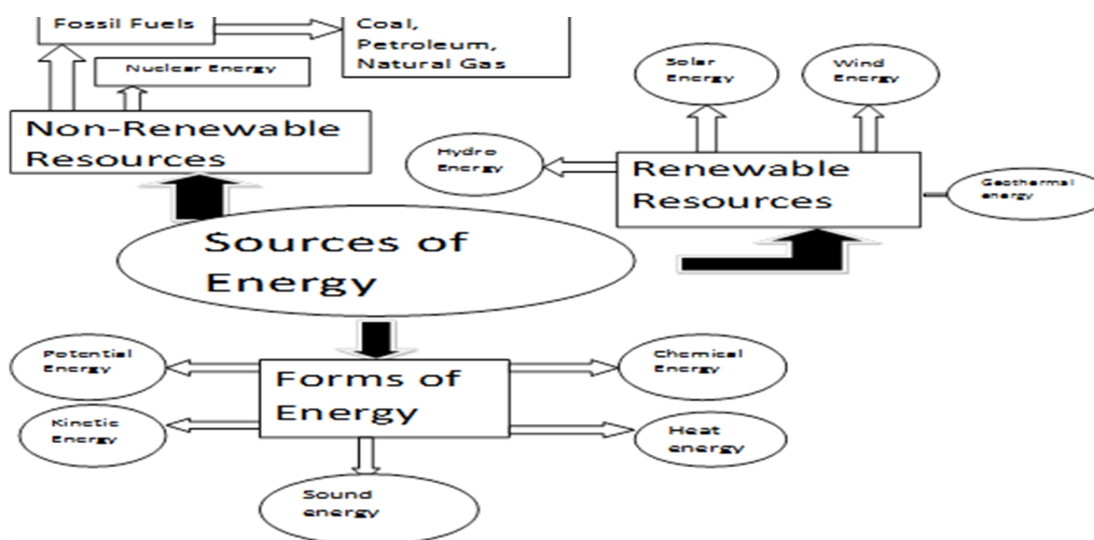 Fossil Fuels
Coal,
Petroleum,
Natural Gas
Nuclear Energy
Non-Renewable
Resources
Solar
Energy
Wind
Energy
Hydro
Energy
Renewable
Resources
Geothermal
energy
Sources of
Energy
Potential
Energy
Kinetic
Energy
Forms of
Energy
Chemical
Energy
Heat
energy
Sound
energy